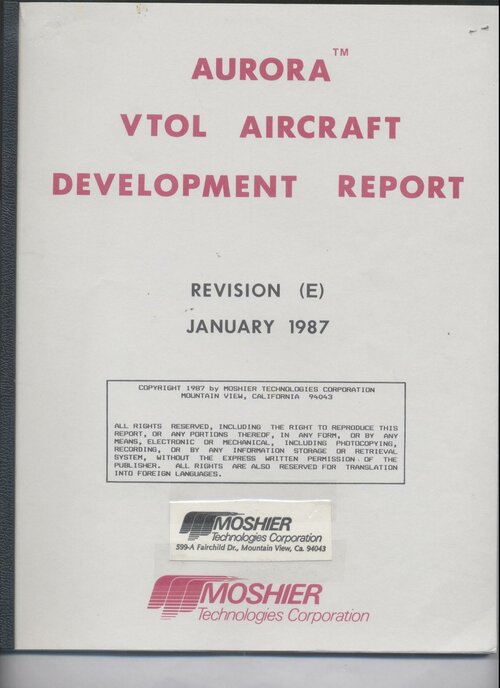 AURORA™
VTOL AIRCRAFT
DEVELOPMENT REPORT
REVISION (E)
JANUARY 1987
COPYRIGHT 1987 by MOSHIER TECHNOLOGIES CORPORATION
MOUNTAIN VIEW, CALIFORNIA 94043
ALL RIGHTS RESERVED, INCLUDING THE RIGHT TO REPRODUCE THIS
REPORT, OR ANY PORTIONS THEREOF, IN ANY FORM, OR BY ANY
MEANS, ELECTRONIC OR MECHANICAL, INCLUDING PHOTOCOPYING,
RECORDING, OR BY ANY INFORMATION STORAGE OR RETRIEVAL
SYSTEM, WITHOUT THE EXPRESS WRITTEN PERMISSION OF THE
PUBLISHER. ALL RIGHTS ARE ALSO RESERVED FOR TRANSLATION
INTO FOREIGN LANGUAGES.
MOSHIER
Technologies Corporation
599-A Fairchild Dr., Mountain View, Ca. 94043
MOSHIER
Technologies Corporation